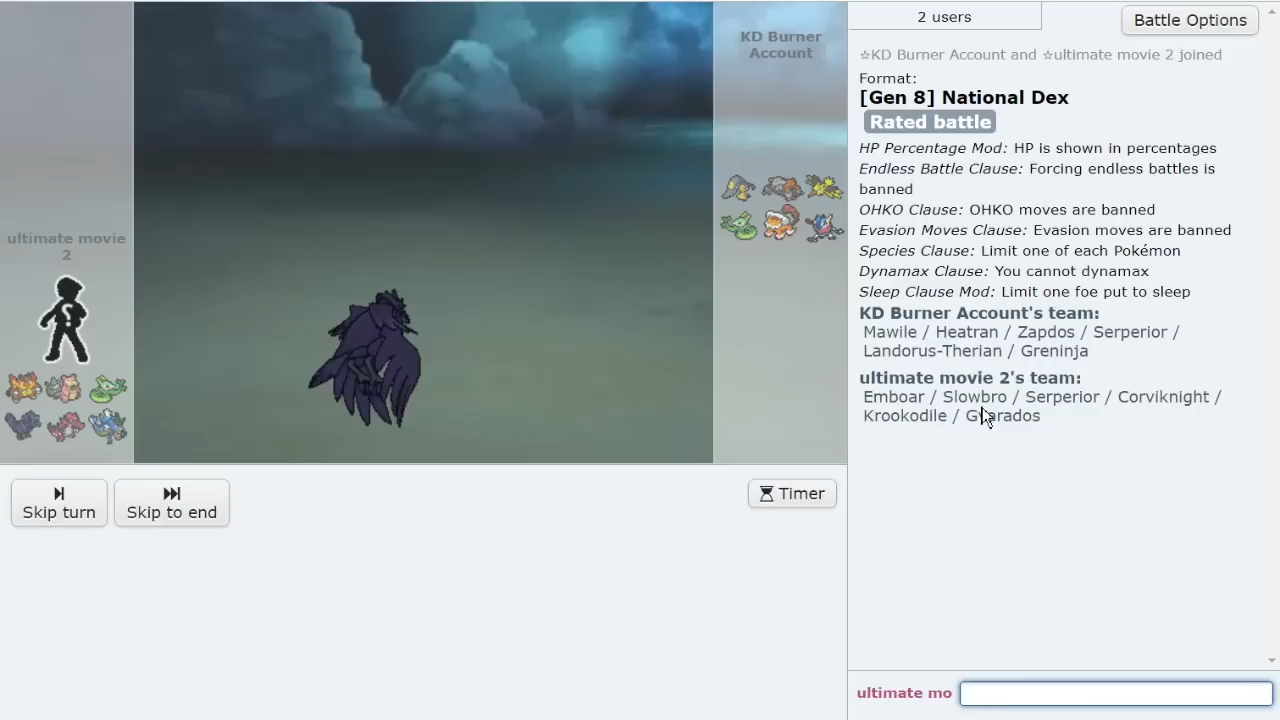 2 users
Battle Options
KD Burner
Account
☆KD Burner Account and ☆ultimate movie 2 joined
Format:
[Gen 8] National Dex
Rated battle
HP Percentage Mod: HP is shown in percentages
Endless Battle Clause: Forcing endless battles is
banned
OHKO Clause: OHKO moves are banned
Evasion Moves Clause: Evasion moves are banned
Species Clause: Limit one of each Pokémon
Dynamax Clause: You cannot dynamax
Sleep Clause Mod: Limit one foe put to sleep
KD Burner Account's team:
Mawile / Heatran / Zapdos / Serperior /
Landorus-Therian / Greninja
ultimate movie 2's team:
Emboar / Slowbro / Serperior / Corviknight /
Krookodile / Gyarados
ultimate movie
2
Skip turn
Skip to end
Timer
ultimate mo